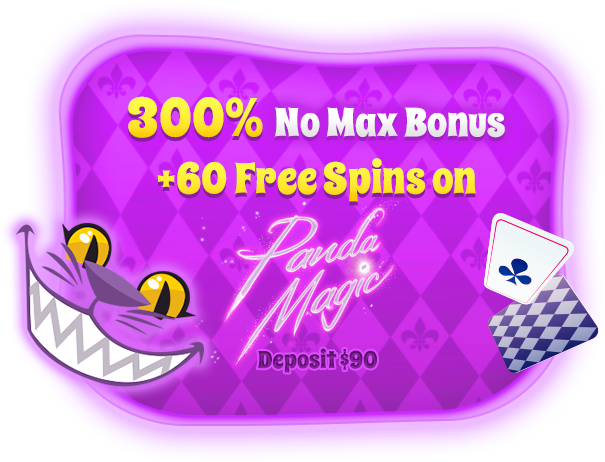 300% No Max Bonus
+60 Free Spins on
Panda
Magic
Deposit $90